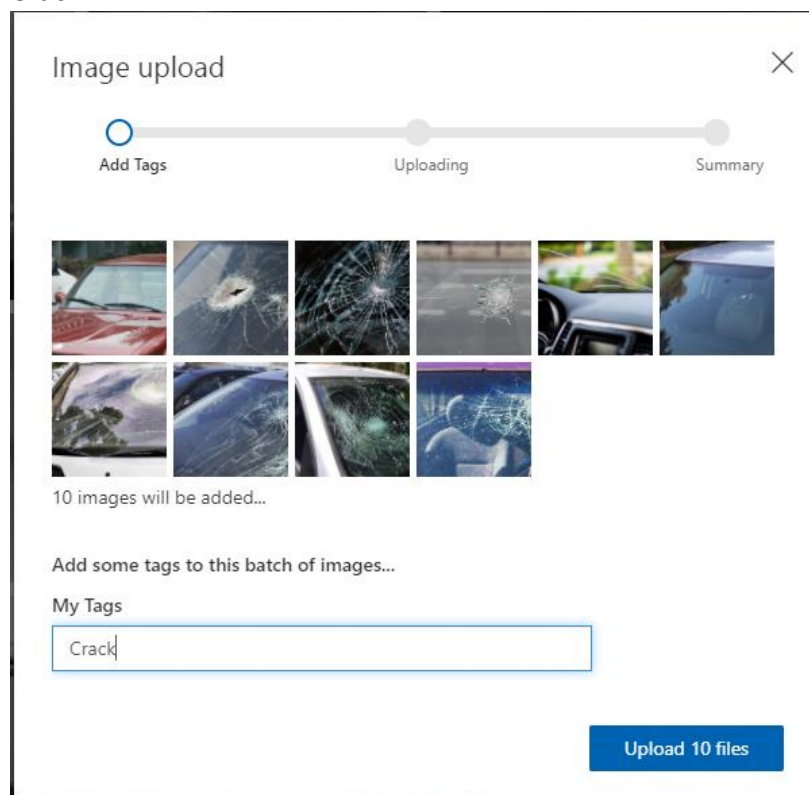 Image upload
Add Tags
Uploading
Summary
10 images will be added...
Add some tags to this batch of images...
My Tags
Crack
Upload 10 files